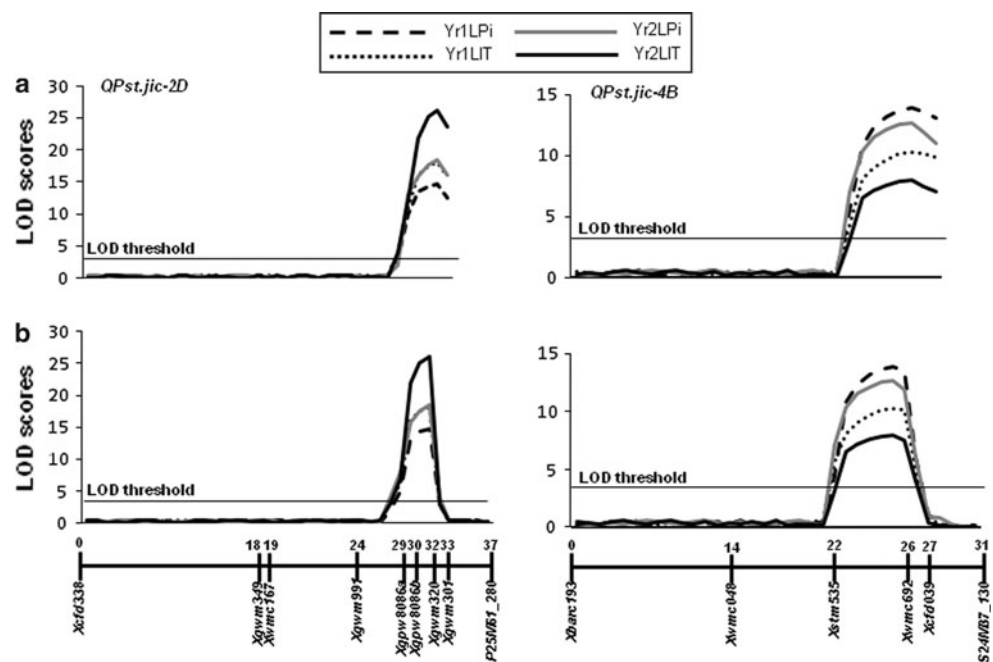 Yr1LPi Yr2LPi
Yr1LIT Yr2LIT
a
QPst.jic-2D
LOD scores
30
25
20
15
10
5
0
LOD threshold
QPst.jic-4B
15
10
5
0
LOD threshold
b
LOD scores
30
25
20
15
10
5
0
LOD threshold
15
10
5
0
LOD threshold
0 18 19 24 29 30 32 33 37
Xcfd338 Xgwm349 Xwmc167 Xgwm991 Xgpw8086a Xgpw8086b Xgwm320 Xgwm301 P25M61_280
0 14 22 26 27 31
Xbarc193 Xwmc048 Xstm535 Xwmc692 Xcfd039 S24M87_130